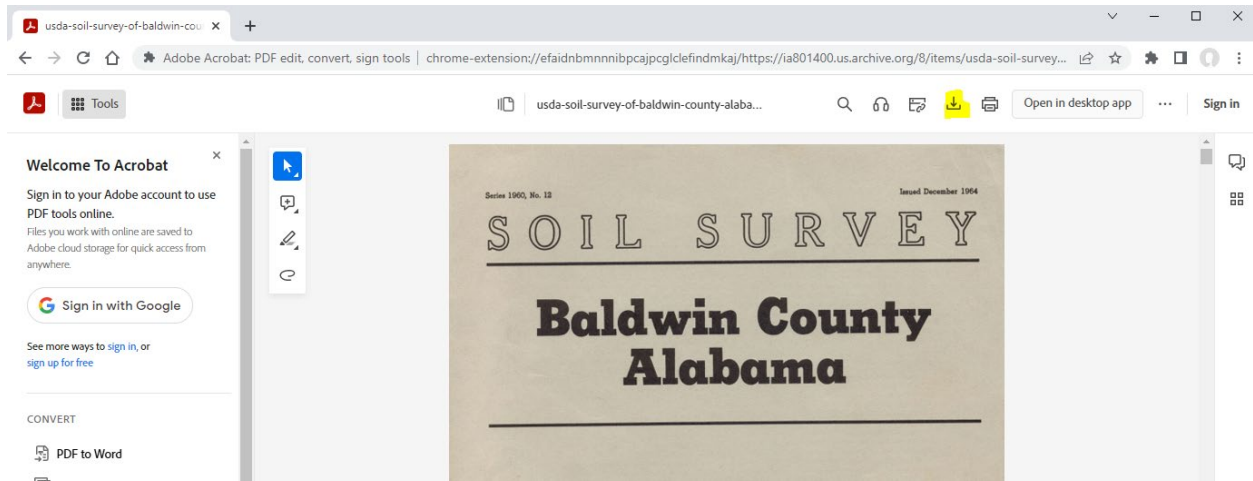 usda-soil-survey-of-baldwin-cou
Adobe Acrobat: PDF edit, convert, sign tools | chrome-extension://efaidnbmnnnibpcajpcglclefindmkaj/https://ia801400.us.archive.org/8/items/usda-soil-survey...
Tools
usda-soil-survey-of-baldwin-county-alaba...
Open in desktop app
Sign in
Welcome To Acrobat
Sign in to your Adobe account to use
PDF tools online.
Files you work with online are saved to
Adobe cloud storage for quick access from
anywhere.
Sign in with Google
See more ways to sign in, or
sign up for free
CONVERT
PDF to Word
Series 1960, No. 12
Issued December 1964
SOIL SURVEY
Baldwin County
Alabama